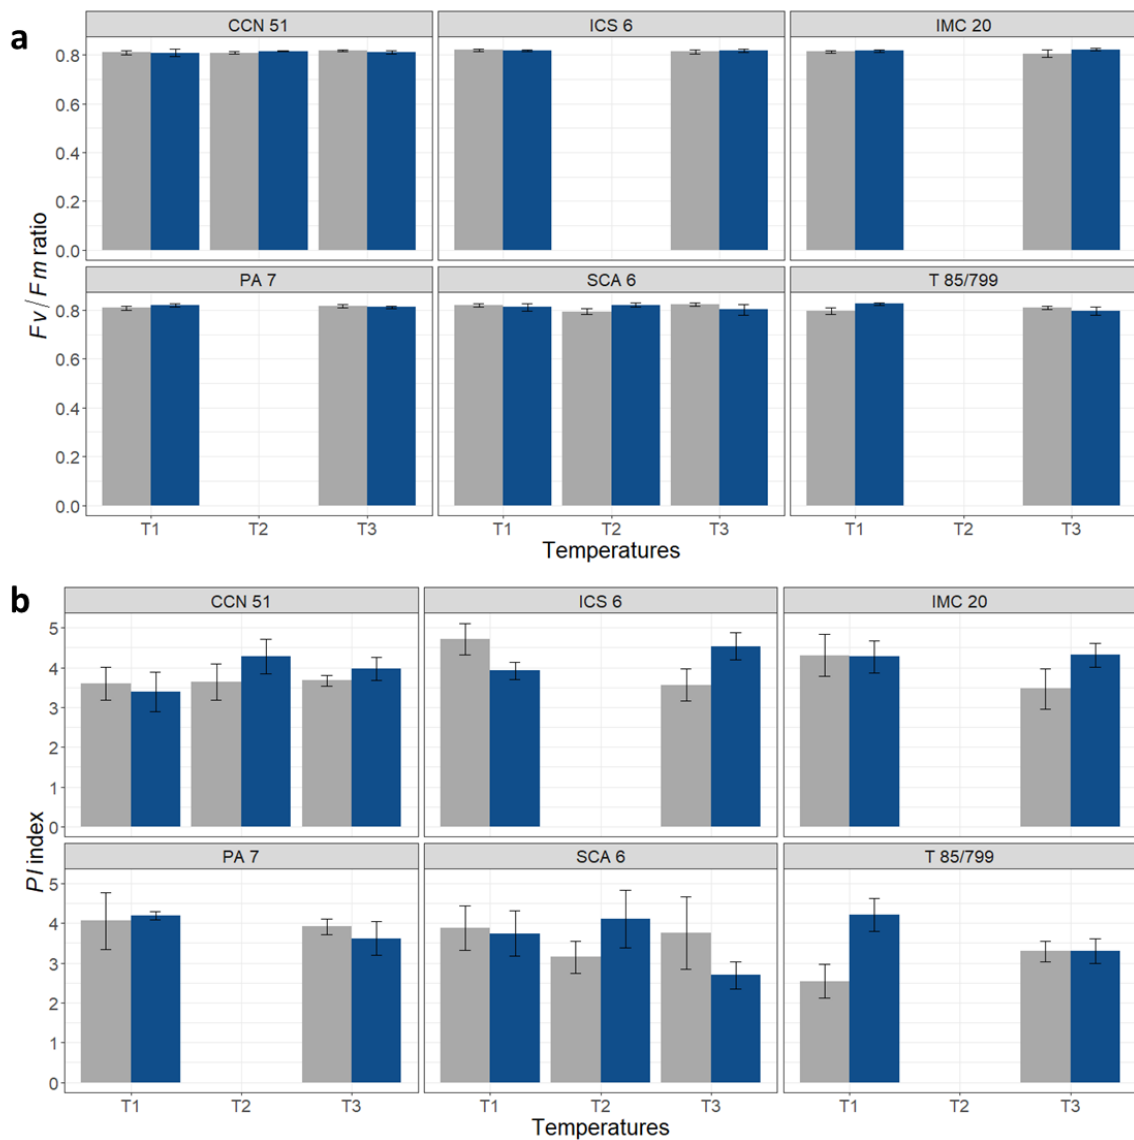 a
CCN 51 ICS 6 IMC 20
0.8
0.6
0.4
0.2
0.0
Fv/Fm ratio
PA 7 SCA 6 T 85/799
0.8
0.6
0.4
0.2
0.0
T1 T2 T3 T1 T2 T3 T1 T2 T3
Temperatures
b
CCN 51 ICS 6 IMC 20
5
4
3
2
1
0
PI index
PA 7 SCA 6 T 85/799
5
4
3
2
1
0
T1 T2 T3 T1 T2 T3 T1 T2 T3
Temperatures